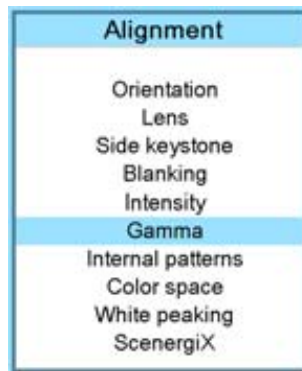 Alignment
Orientation
Lens
Side keystone
Blanking
Intensity
Gamma
Internal patterns
Color space
White peaking
ScenergiX